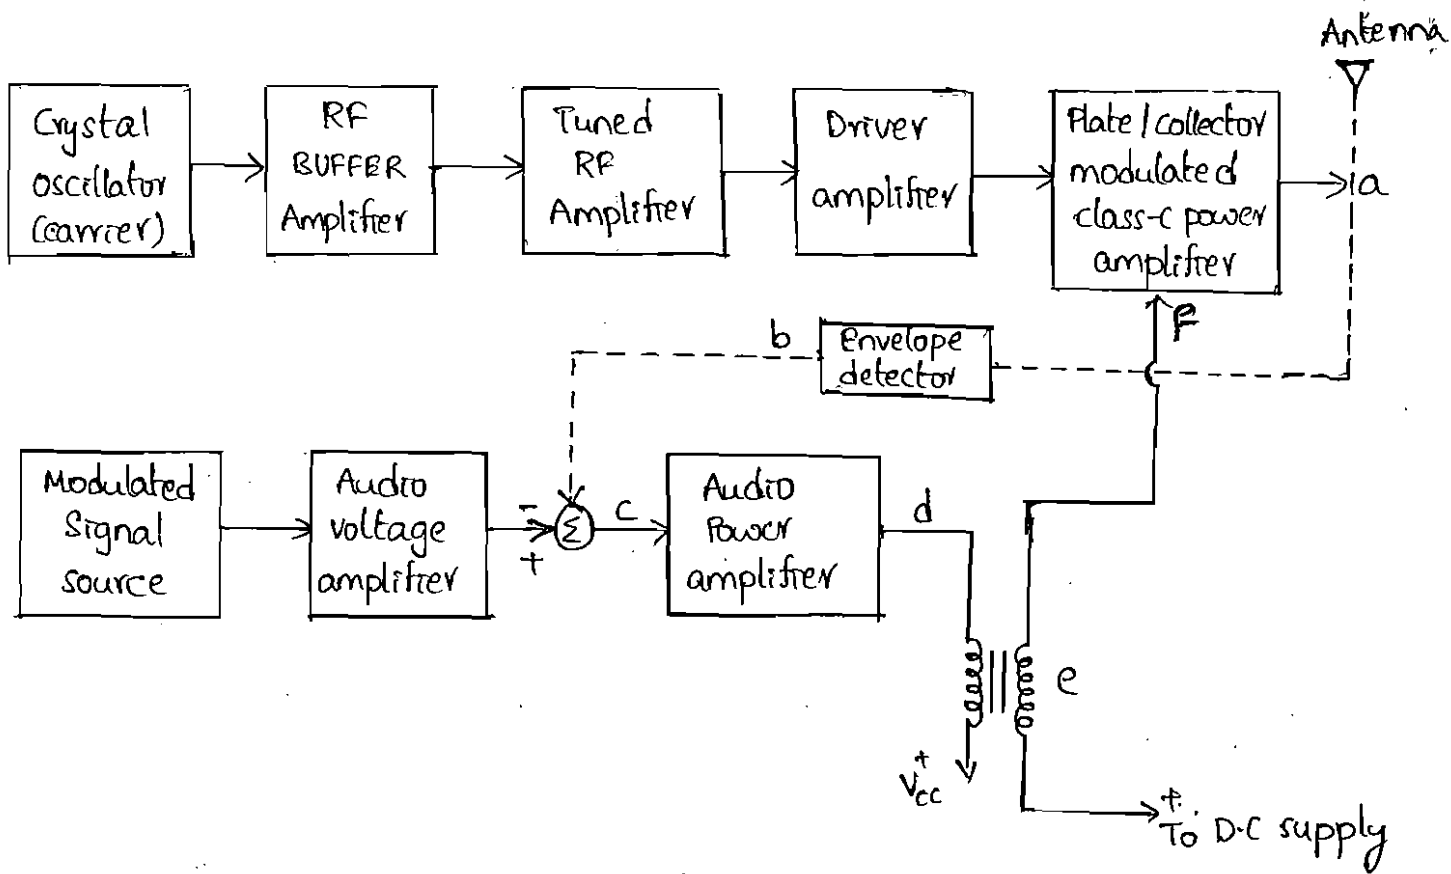 Antenna
Crystal
oscillator
(carrier)
RF
BUFFER
Amplifier
Tuned
RF
Amplifier
Driver
amplifier
Plate/collector
modulated
class-c power
amplifier
a
f
b
Envelope
detector
Modulated
Signal
source
Audio
voltage
amplifier
-
+
Σ
c
Audio
Power
amplifier
d
e
+
Vcc
+
To D.C supply